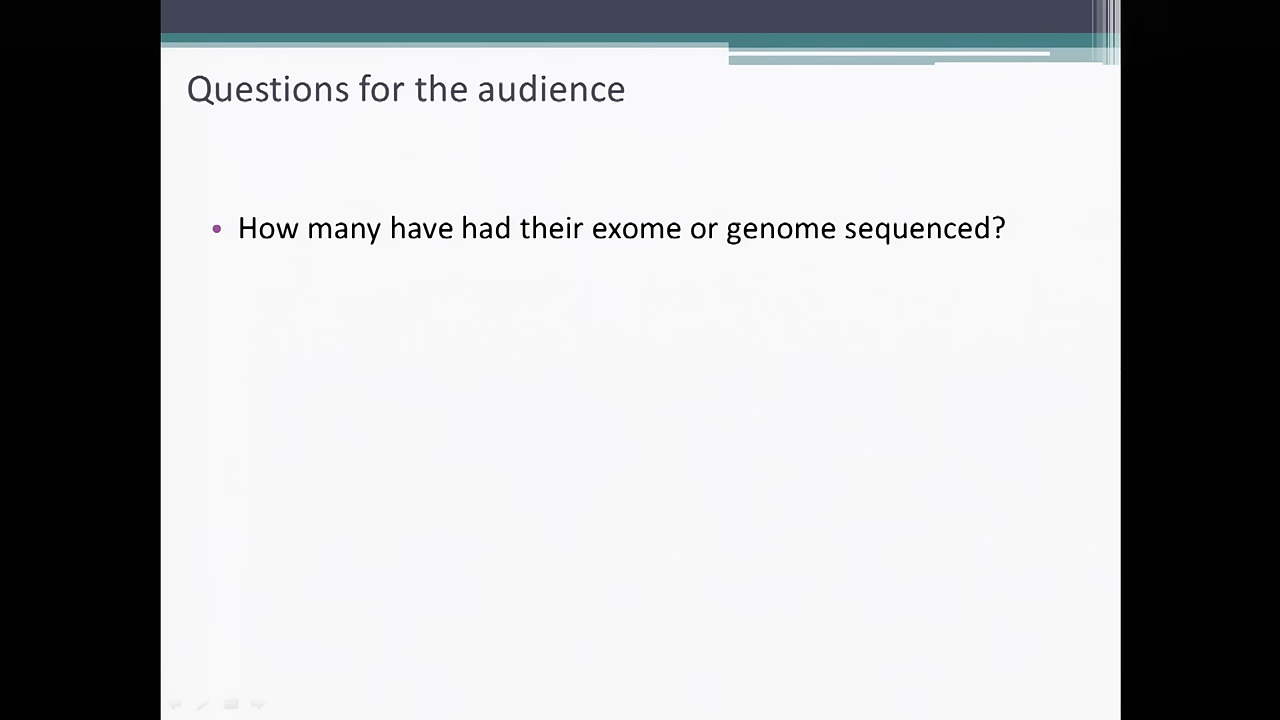 Questions for the audience
• How many have had their exome or genome sequenced?